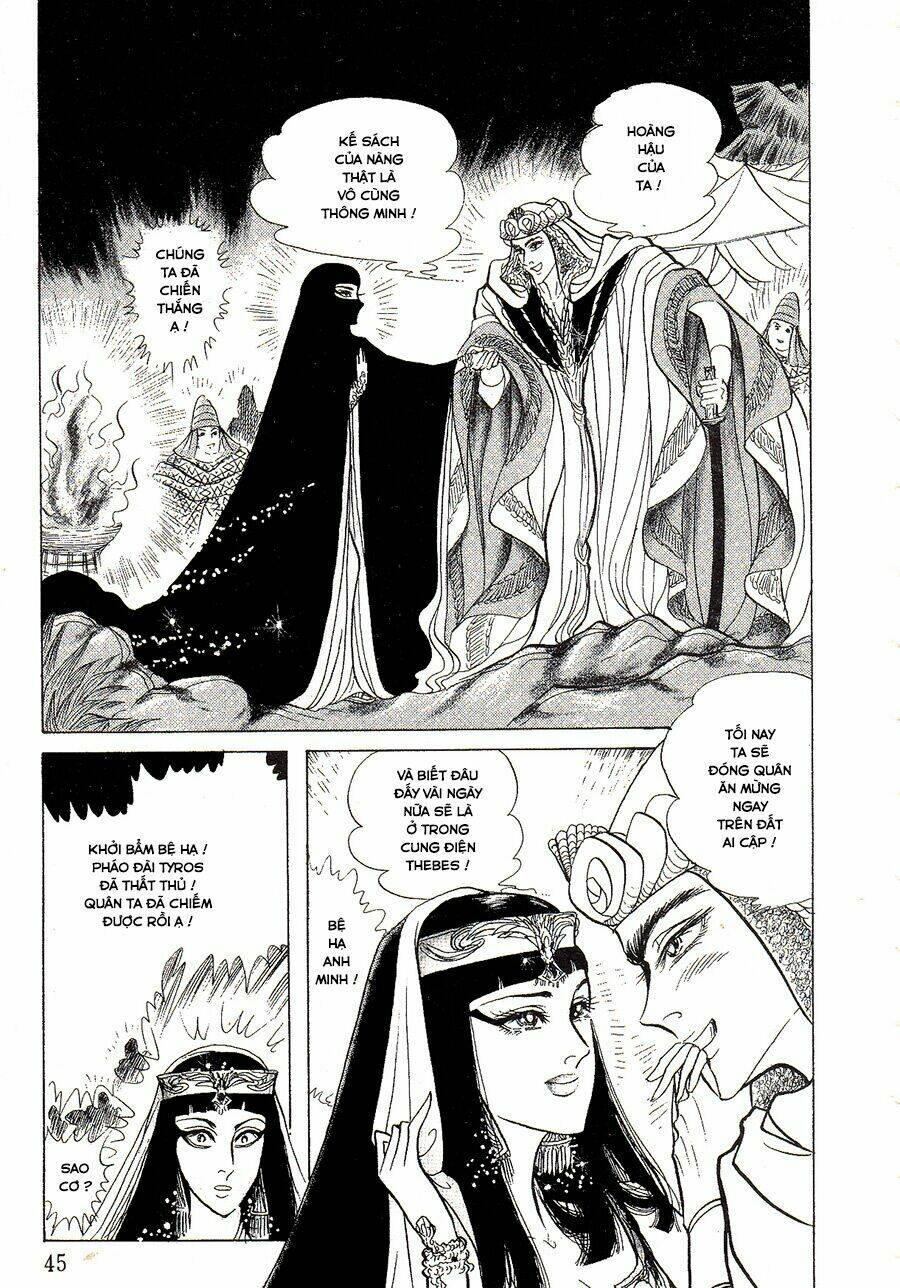 HOÀNG
HẬU
CỦA
TA !
KẾ SÁCH
CỦA NÀNG
THẬT LÀ
VÔ CÙNG
THÔNG MINH !
CHÚNG
TA ĐÃ
CHIẾN
THẮNG
Ạ !
TỐI NAY
TA SẼ
ĐÓNG QUÂN
ĂN MỪNG
NGAY
TRÊN ĐẤT
AI CẬP !
VÀ BIẾT ĐÂU
ĐẤY VÀI NGÀY
NỮA SẼ LÀ
Ở TRONG
CUNG ĐIỆN
THEBES !
BỆ
HẠ
ANH
MINH !
KHỞI BẨM BỆ HẠ !
PHÁO ĐÀI TYROS
ĐÃ THẤT THỦ !
QUÂN TA ĐÃ CHIẾM
ĐƯỢC RỒI Ạ !
SAO
CƠ ?
45